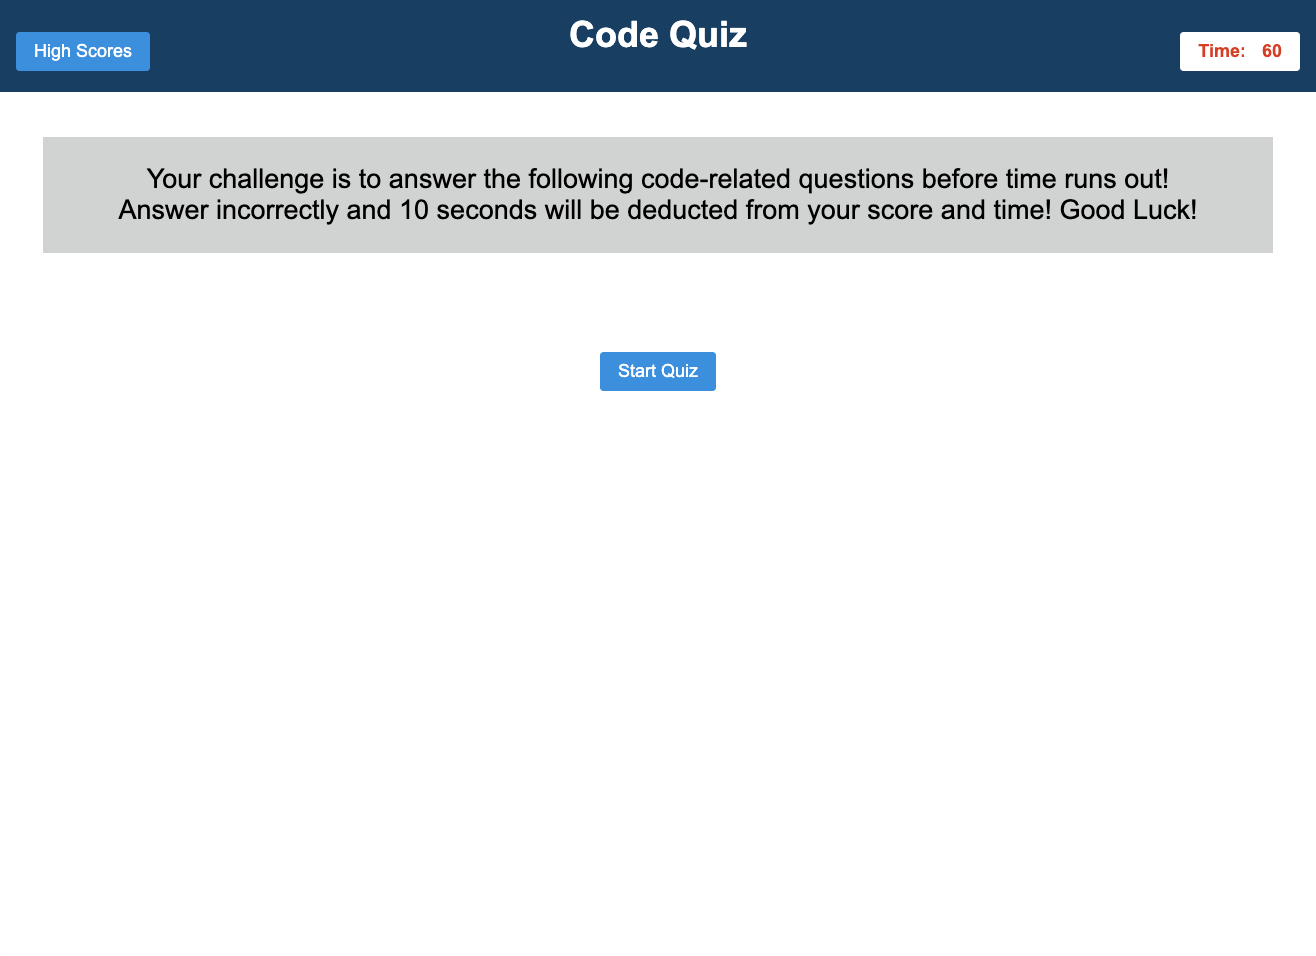 High Scores
Code Quiz
Time: 60
Your challenge is to answer the following code-related questions before time runs out!
Answer incorrectly and 10 seconds will be deducted from your score and time! Good Luck!
Start Quiz